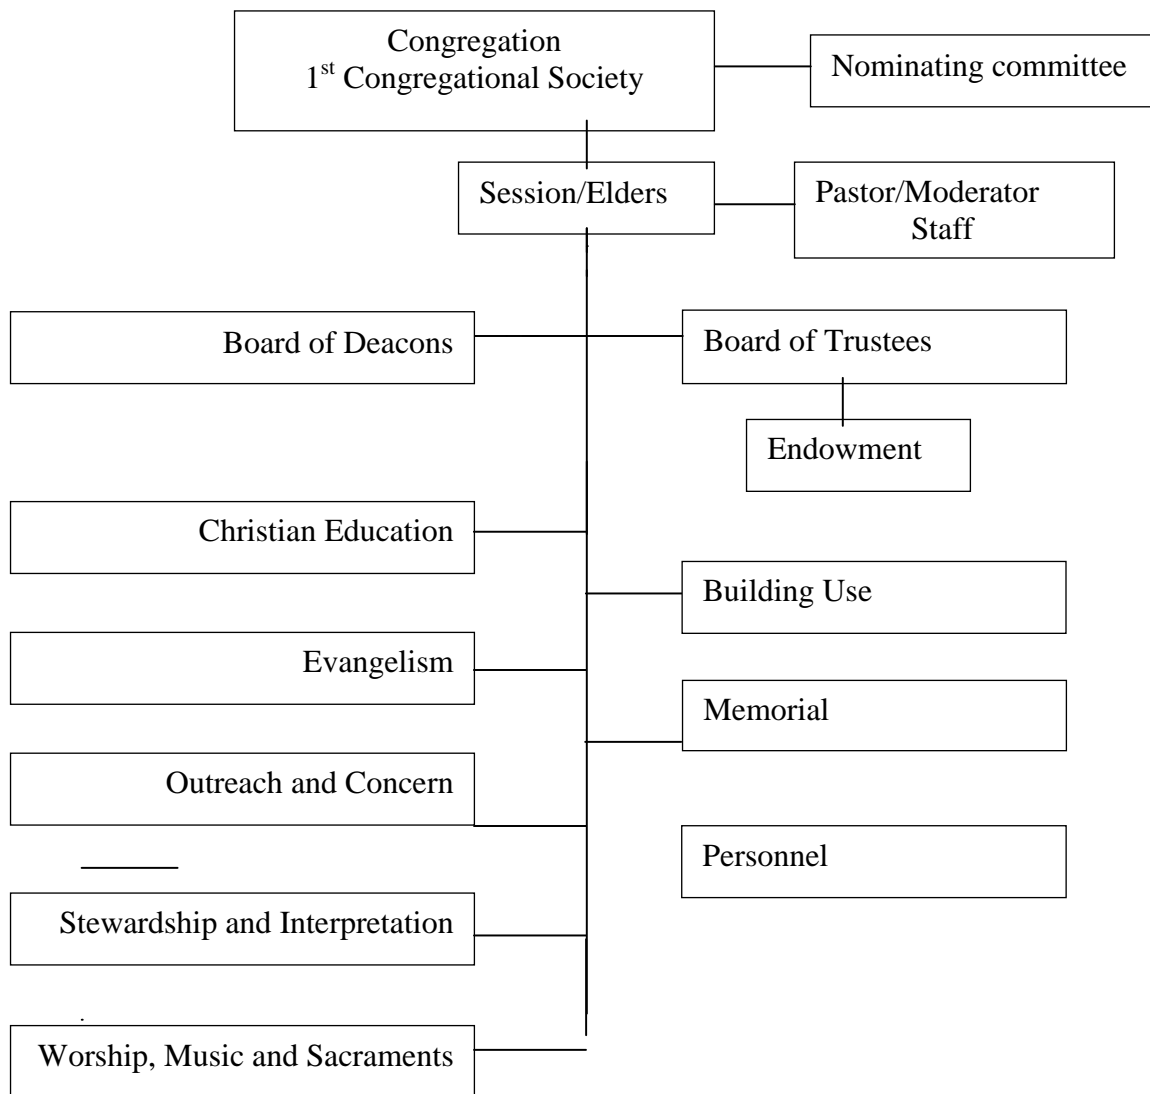 Congregation
1st Congregational Society
Nominating committee
Session/Elders
Pastor/Moderator
Staff
Board of Deacons
Board of Trustees
Endowment
Christian Education
Building Use
Evangelism
Memorial
Outreach and Concern
Personnel
Stewardship and Interpretation
Worship, Music and Sacraments